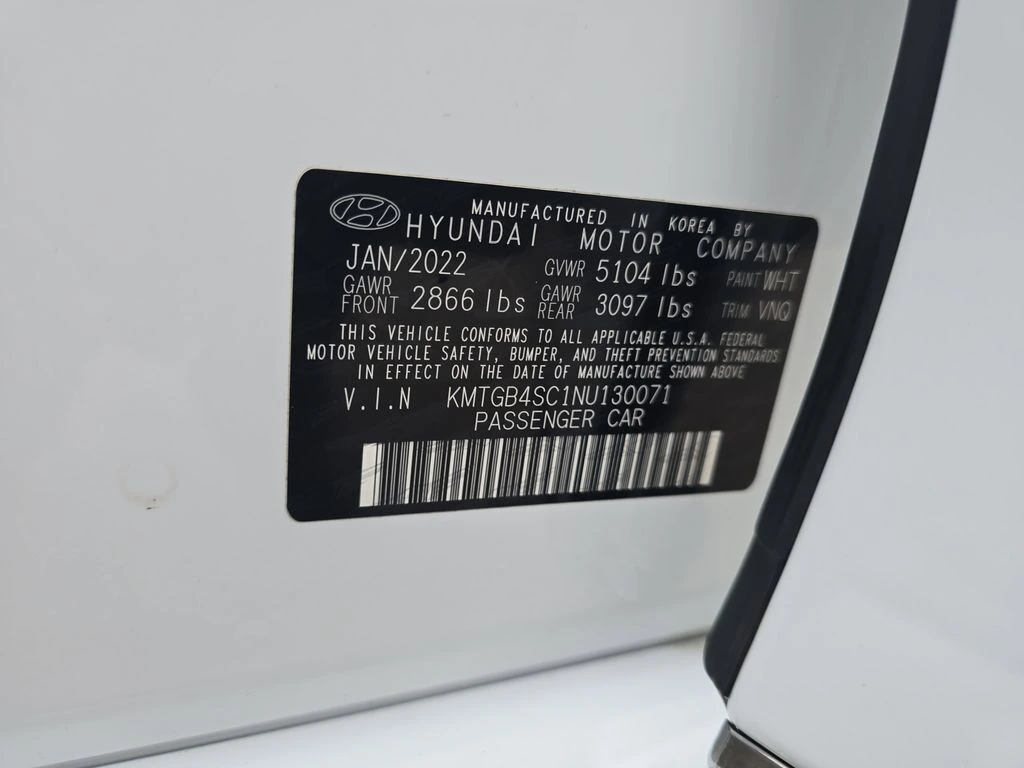 MANUFACTURED IN KOREA BY
HYUNDAI MOTOR COMPANY
JAN/2022 GVWR 5104 lbs PAINT WHT
GAWR FRONT 2866 lbs GAWR REAR 3097 lbs TRIM VNQ
THIS VEHICLE CONFORMS TO ALL APPLICABLE U.S.A. FEDERAL
MOTOR VEHICLE SAFETY, BUMPER, AND THEFT PREVENTION STANDARDS
IN EFFECT ON THE DATE OF MANUFACTURE SHOWN ABOVE
V.I.N KMTGB4SC1NU130071
PASSENGER CAR